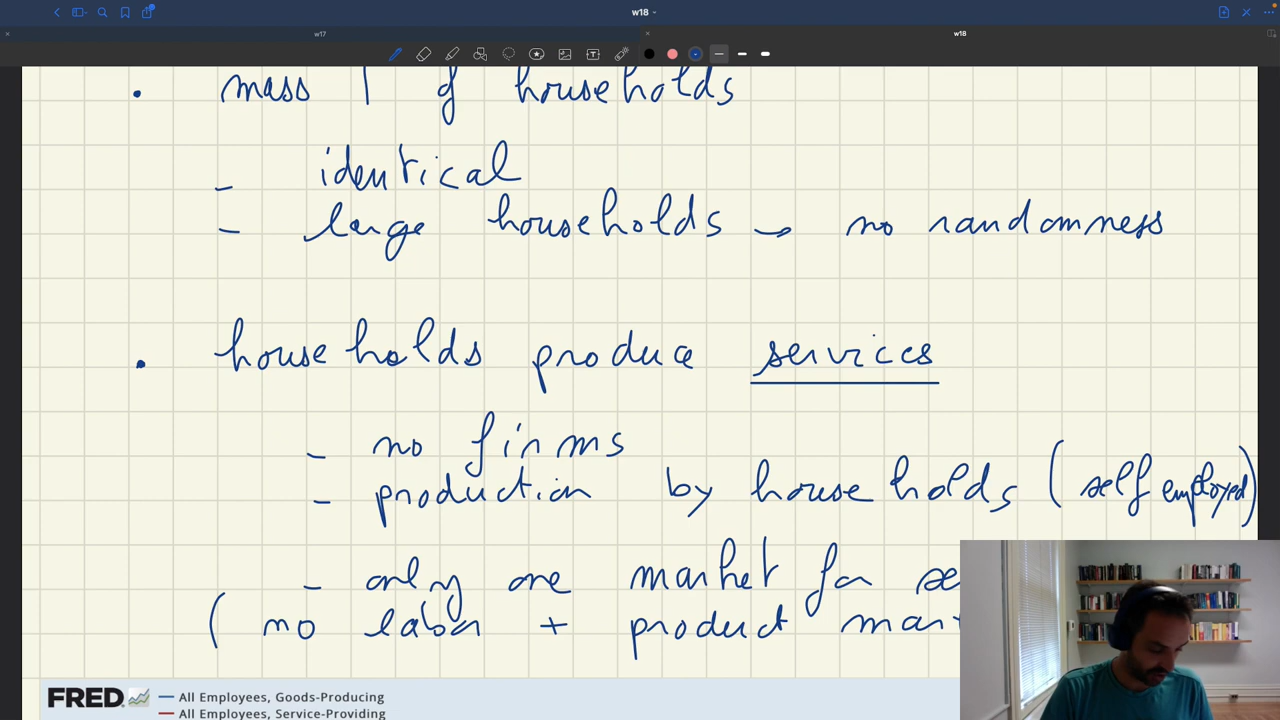 w18
w17
w18
• mass 1 of households
- identical
- large households → no randomness
• households produce services
- no firms
- production by households (self employed)
- only one market for
(no labor + product
FRED
All Employees, Goods-Producing
All Employees, Service-Providing